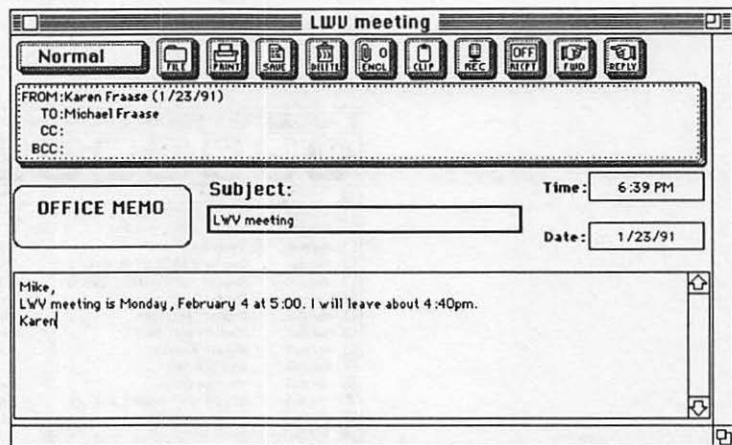 LWV meeting
Normal
FILE PRINT SAVE DELETE 0 ENCL CLIP REC OFF RECPT FWD REPLY
FROM:Karen Fraase (1/23/91)
TO:Michael Fraase
CC:
BCC:
OFFICE MEMO
Subject:
LWV meeting
Time: 6:39 PM
Date: 1/23/91
Mike,
LWV meeting is Monday, February 4 at 5:00. I will leave about 4:40pm.
Karen